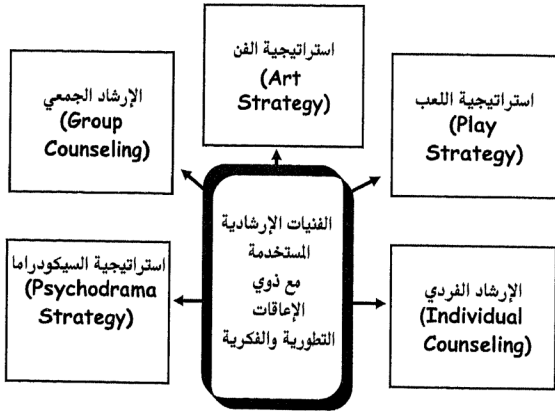 استراتيجية الفن
(Art
Strategy)
الإرشاد الجمعي
(Group
Counseling)
استراتيجية اللعب
(Play
Strategy)
الفنيات الإرشادية
المستخدمة
مع ذوي
الإعاقات
التطورية والفكرية
استراتيجية السيكودراما
(Psychodrama
Strategy)
الإرشاد الفردي
(Individual
Counseling)